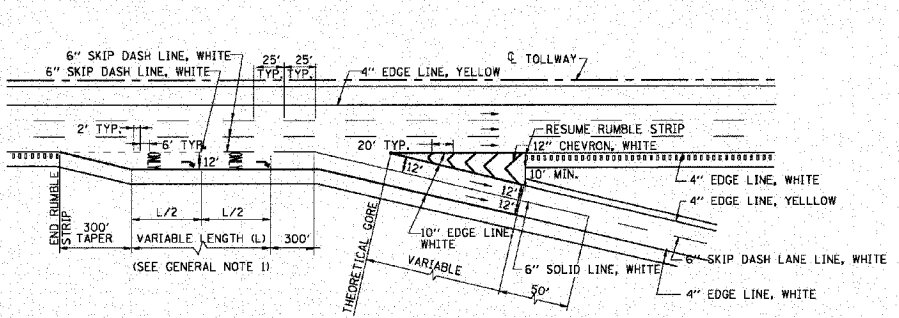 6" SKIP DASH LINE, WHITE
25' 25'
℄ TOLLWAY
6" SKIP DASH LINE, WHITE
TYP. TYP.
4" EDGE LINE, YELLOW
2' TYP.
RESUME RUMBLE STRIP
6' TYP.
20' TYP.
12" CHEVRON, WHITE
12'
12'
10' MIN.
4" EDGE LINE, WHITE
12'
4" EDGE LINE, YELLLOW
12'
L/2 L/2
END RUMBLE STRIP
300' TAPER
VARIABLE LENGTH (L)
300'
10" EDGE LINE, WHITE
(SEE GENERAL NOTE 1)
THEORETICAL GORE
VARIABLE
6" SOLID LINE, WHITE
6" SKIP DASH LANE LINE, WHITE
50'
4" EDGE LINE, WHITE